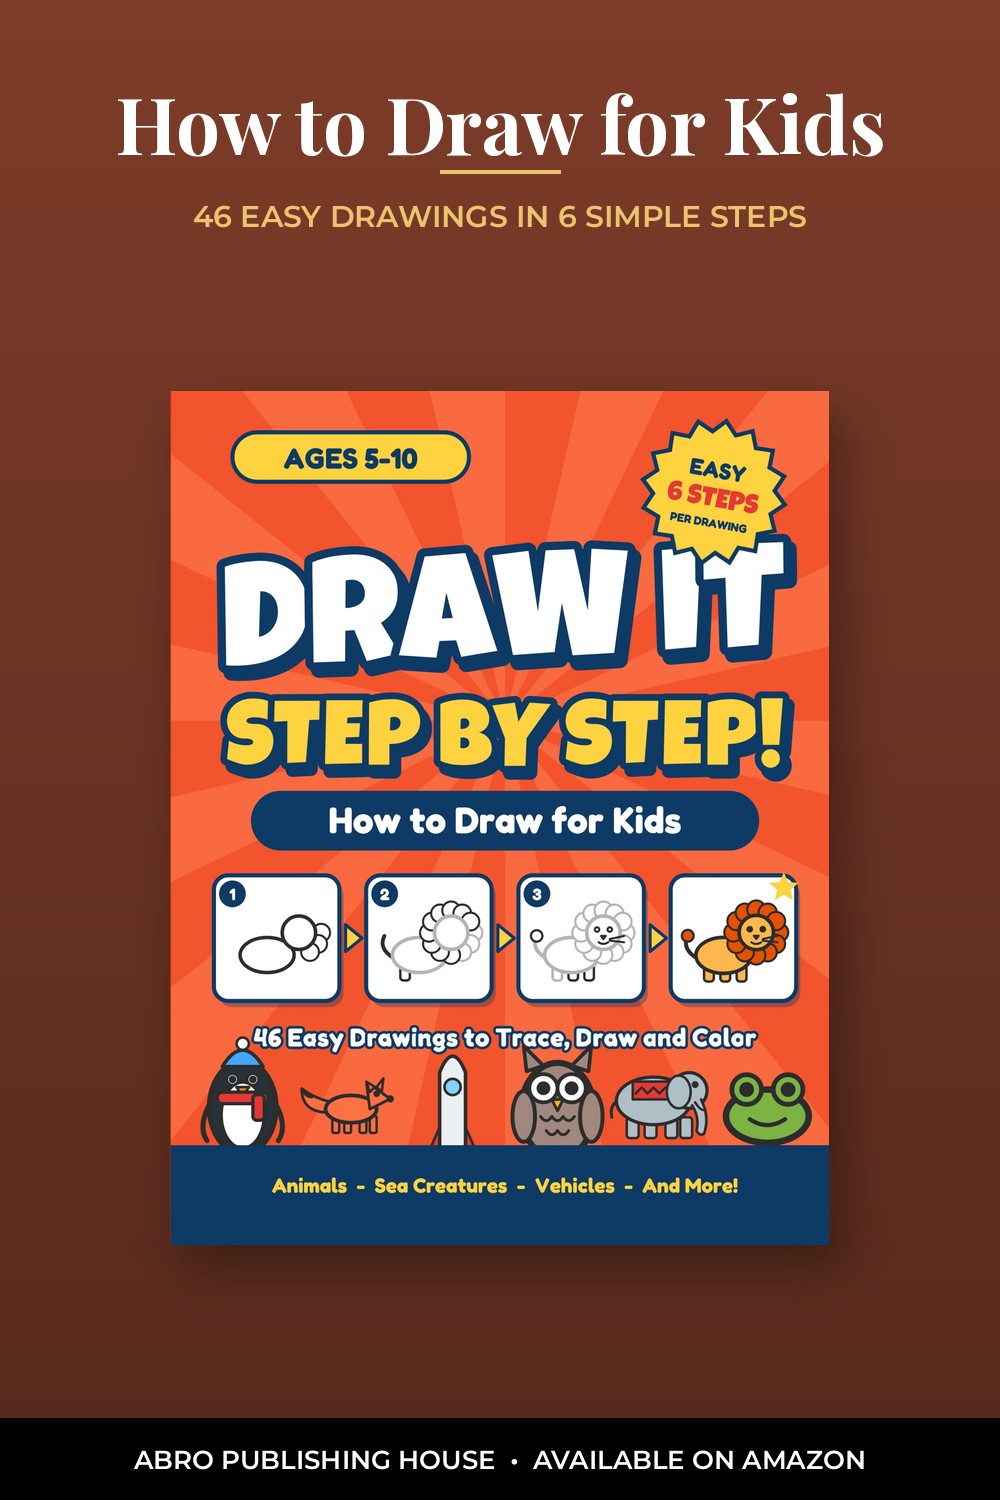 How to Draw for Kids
46 EASY DRAWINGS IN 6 SIMPLE STEPS
AGES 5-10
EASY
6 STEPS
PER DRAWING
DRAW IT
STEP BY STEP!
How to Draw for Kids
1
2
3
46 Easy Drawings to Trace, Draw and Color
Animals - Sea Creatures - Vehicles - And More!
ABRO PUBLISHING HOUSE • AVAILABLE ON AMAZON